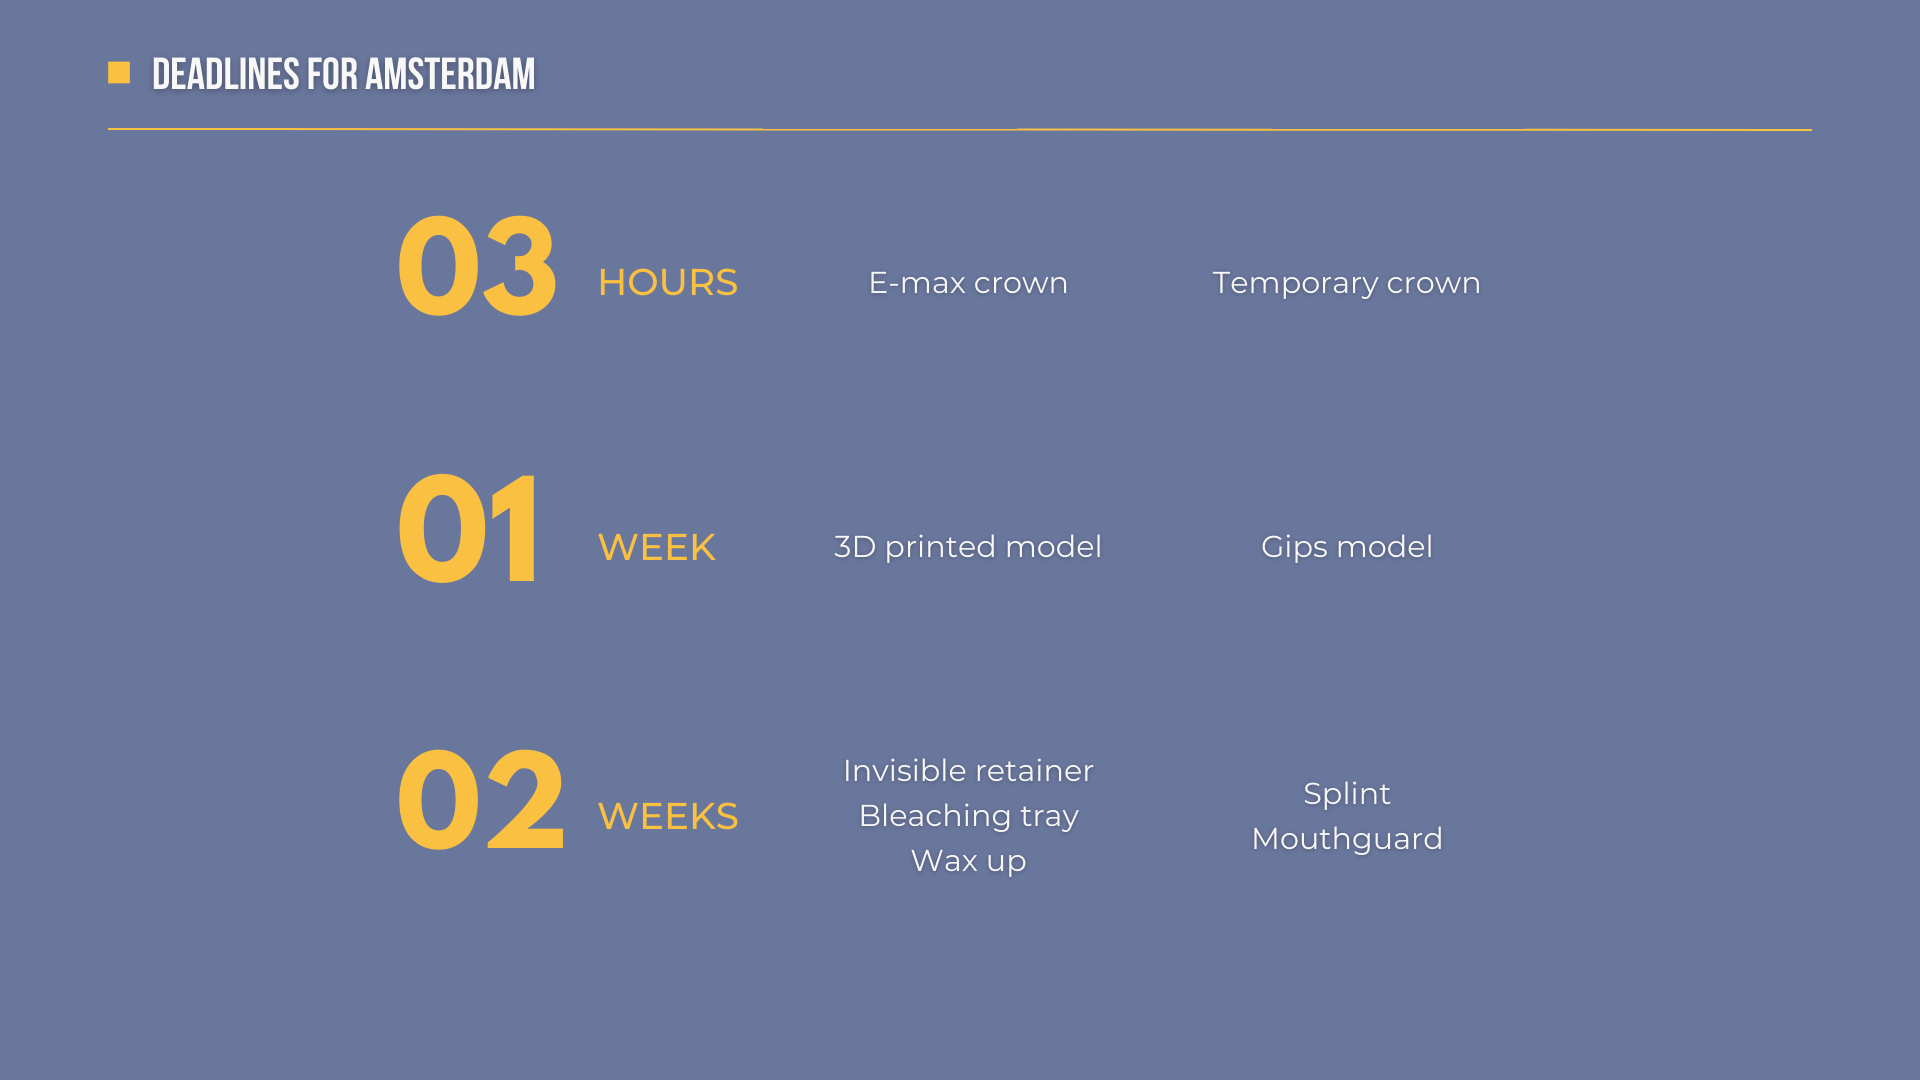 DEADLINES FOR AMSTERDAM
03 HOURS E-max crown Temporary crown
01 WEEK 3D printed model Gips model
02 WEEKS
Invisible retainer
Bleaching tray
Wax up
Splint
Mouthguard